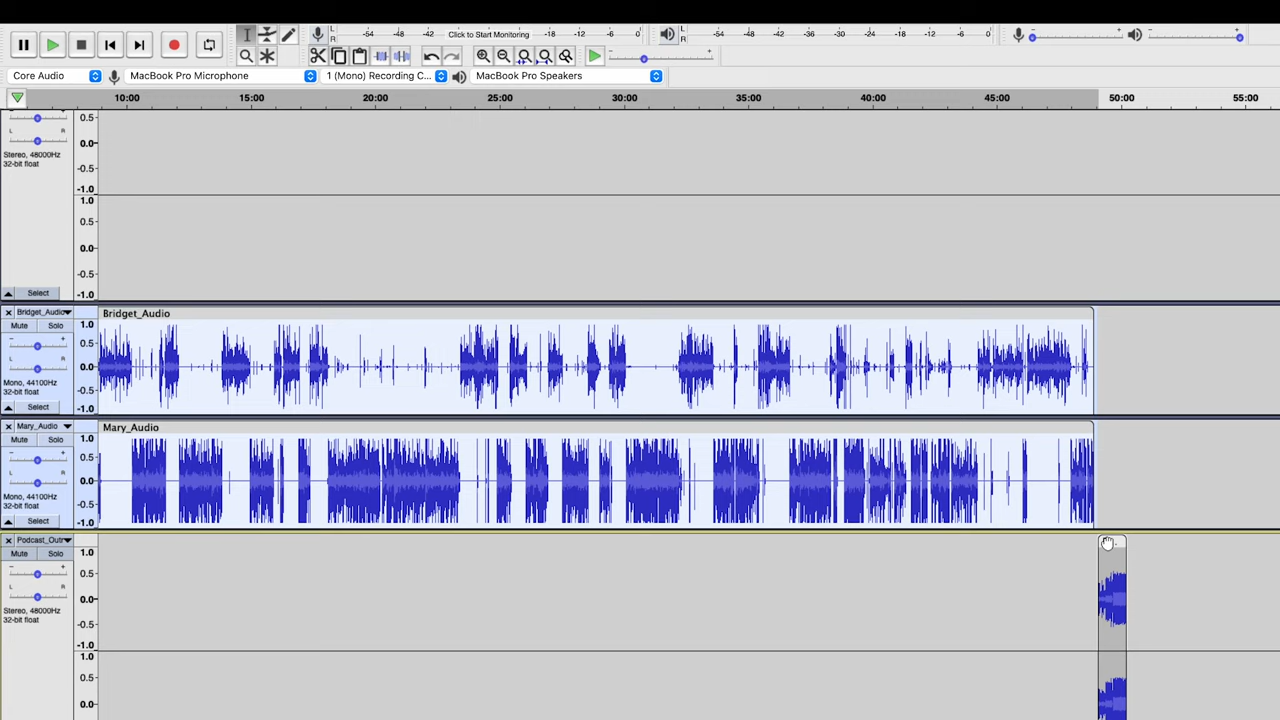 L
R
-54 -48 -42 Click to Start Monitoring -18 -12 -6 0
L
R
-54 -48 -42 -36 -30 -24 -18 -12 -6 0
- +
- +
- +
Core Audio
MacBook Pro Microphone
1 (Mono) Recording C...
MacBook Pro Speakers
10:00 15:00 20:00 25:00 30:00 35:00 40:00 45:00 50:00 55:00
L R
Stereo, 48000Hz
32-bit float
Select
0.5
0.0
-0.5
-1.0
1.0
0.5
0.0
-0.5
-1.0
Bridget_Audio
Mute Solo
- +
L R
Mono, 44100Hz
32-bit float
Select
1.0
0.5
0.0
-0.5
-1.0
Bridget_Audio
Mary_Audio
Mute Solo
- +
L R
Mono, 44100Hz
32-bit float
Select
1.0
0.5
0.0
-0.5
-1.0
Mary_Audio
Podcast_Outr
Mute Solo
- +
L R
Stereo, 48000Hz
32-bit float
1.0
0.5
0.0
-0.5
-1.0
1.0
0.5
0.0